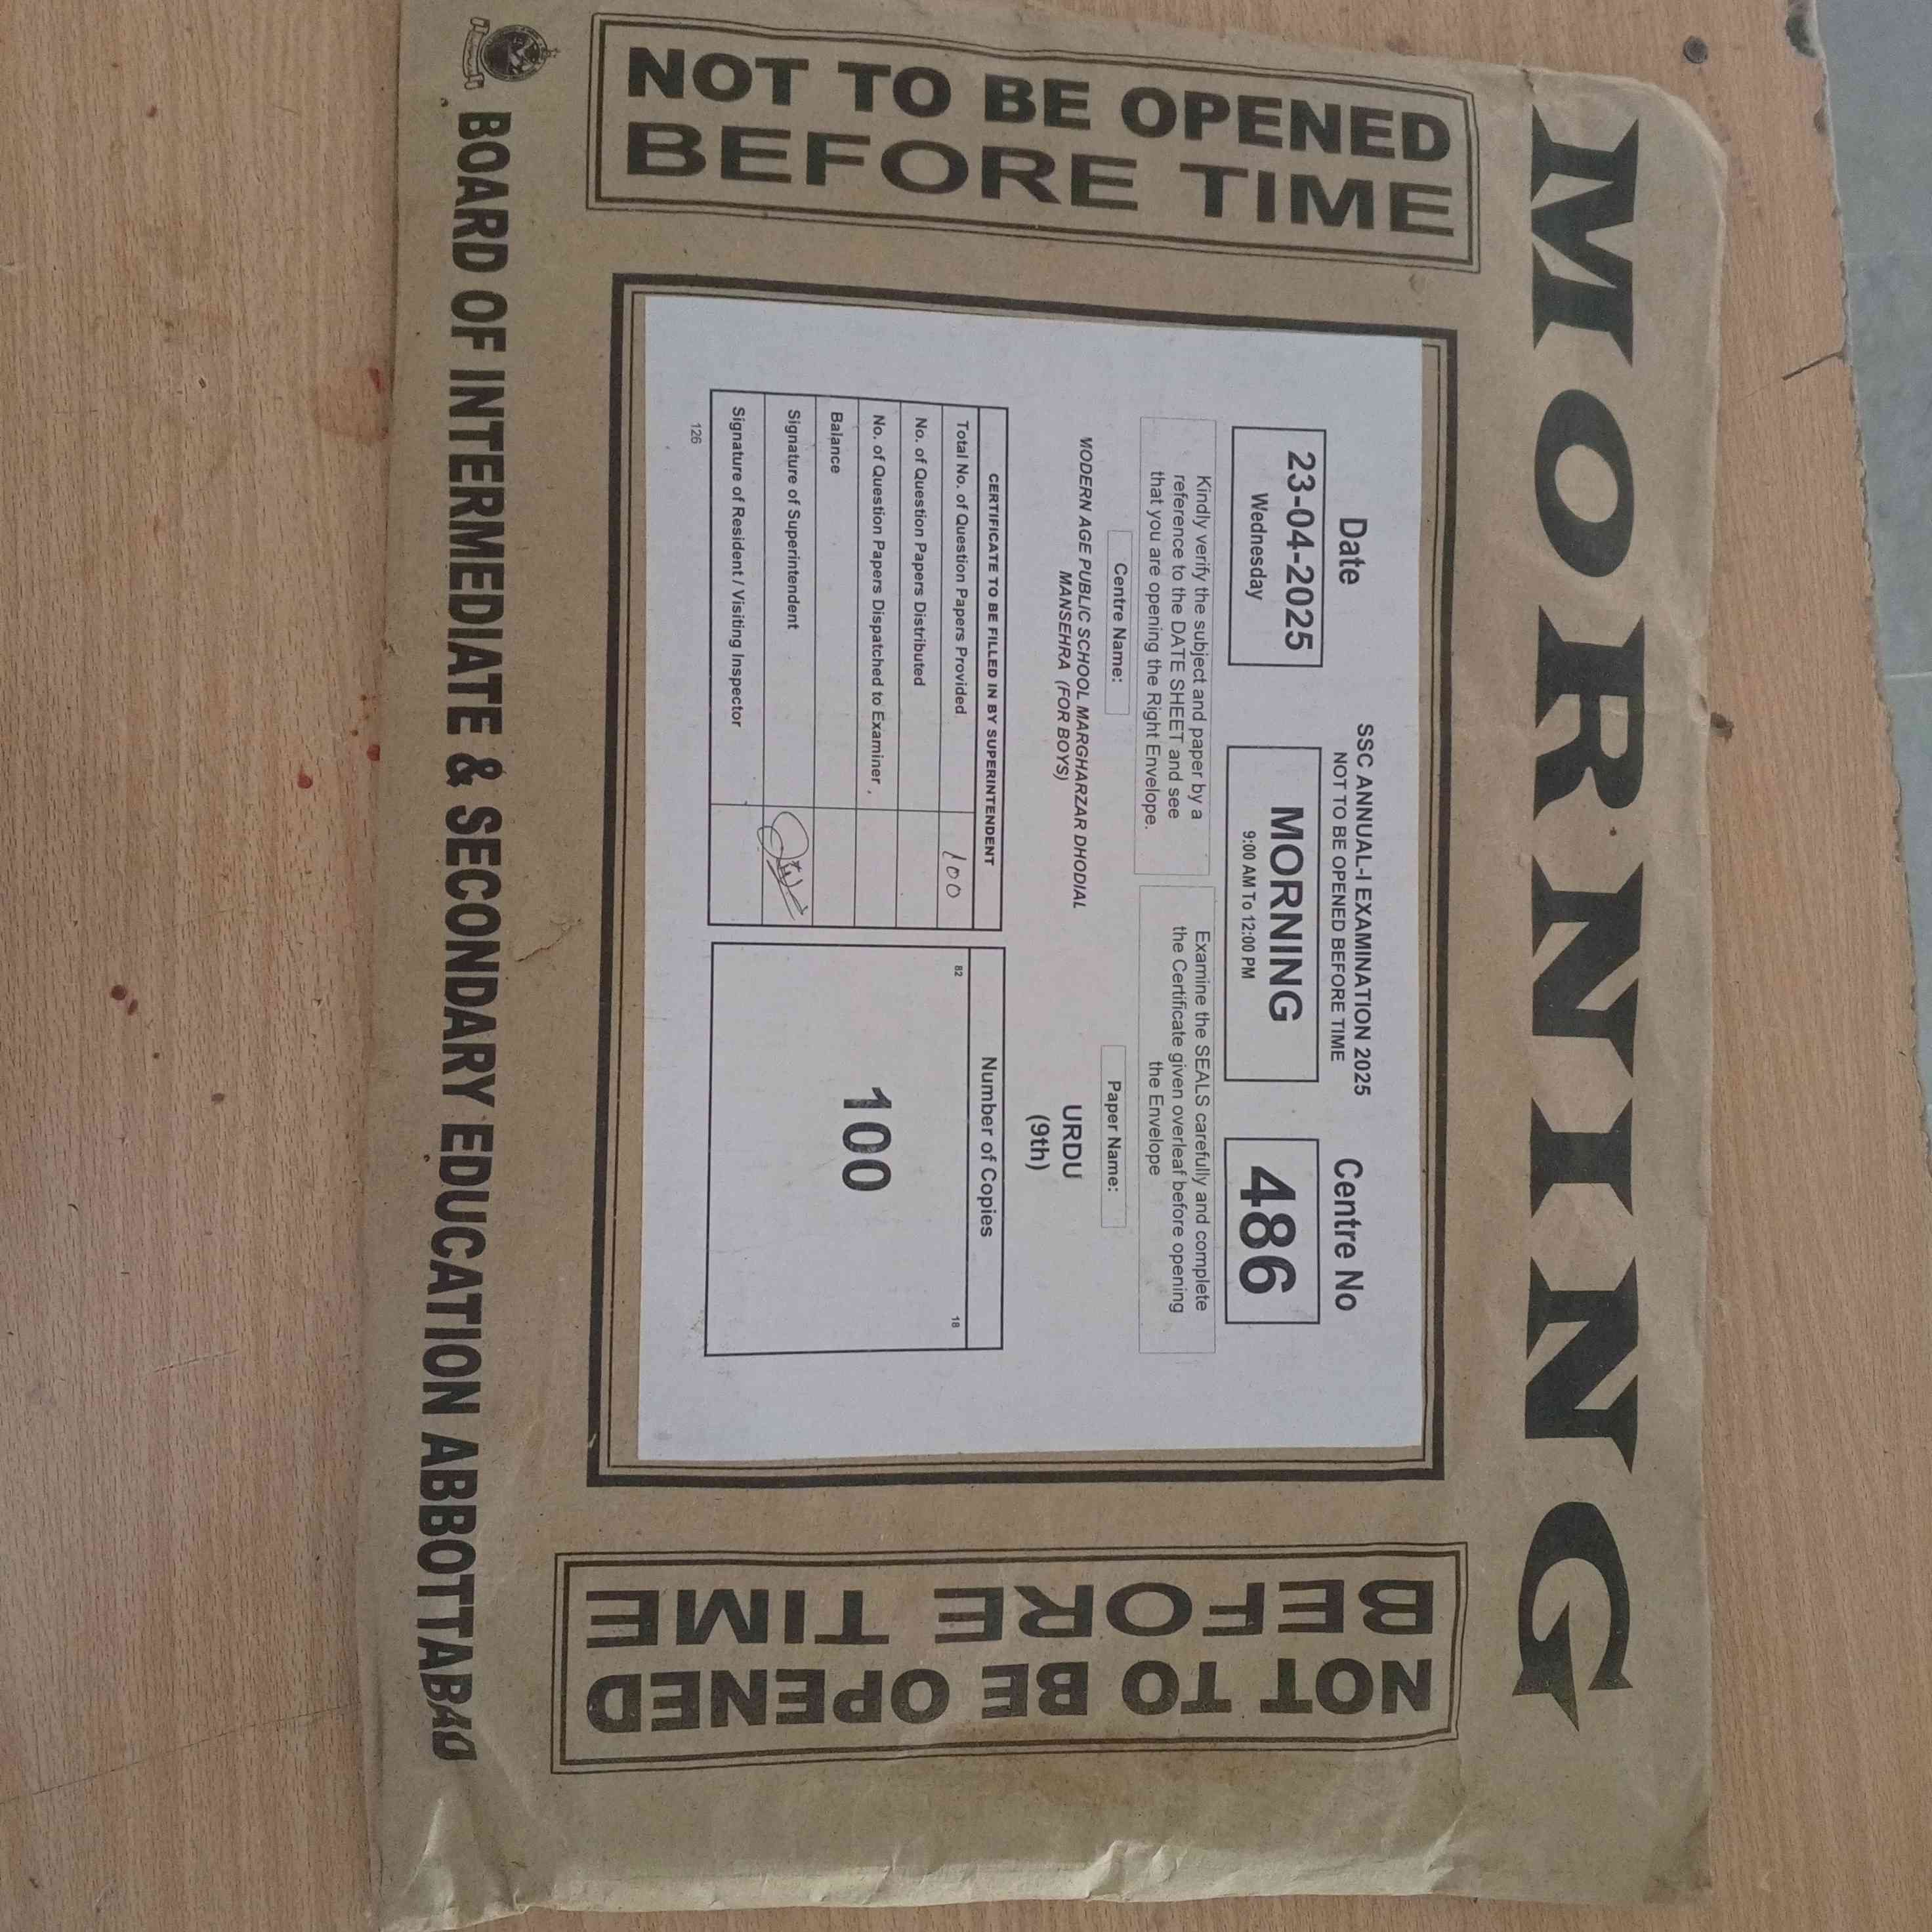 MORNING
NOT TO BE OPENED
BEFORE TIME
SSC ANNUAL-I EXAMINATION 2025
NOT TO BE OPENED BEFORE TIME
Date
23-04-2025
Wednesday
MORNING
9:00 AM To 12:00 PM
Centre No
486
Kindly verify the subject and paper by a
reference to the DATE SHEET and see
that you are opening the Right Envelope.
Examine the SEALS carefully and complete
the Certificate given overleaf before opening
the Envelope
Centre Name:
MODERN AGE PUBLIC SCHOOL MARGHARZAR DHODIAL
MANSEHRA (FOR BOYS)
Paper Name:
URDU
(9th)
CERTIFICATE TO BE FILLED IN BY SUPERINTENDENT
Total No. of Question Papers Provided 100
No. of Question Papers Distributed
No. of Question Papers Dispatched to Examiner
Balance
Signature of Superintendent
Signature of Resident / Visiting Inspector
126
Number of Copies
82 18
100
NOT TO BE OPENED
BEFORE TIME
BOARD OF INTERMEDIATE & SECONDARY EDUCATION ABBOTTABAD